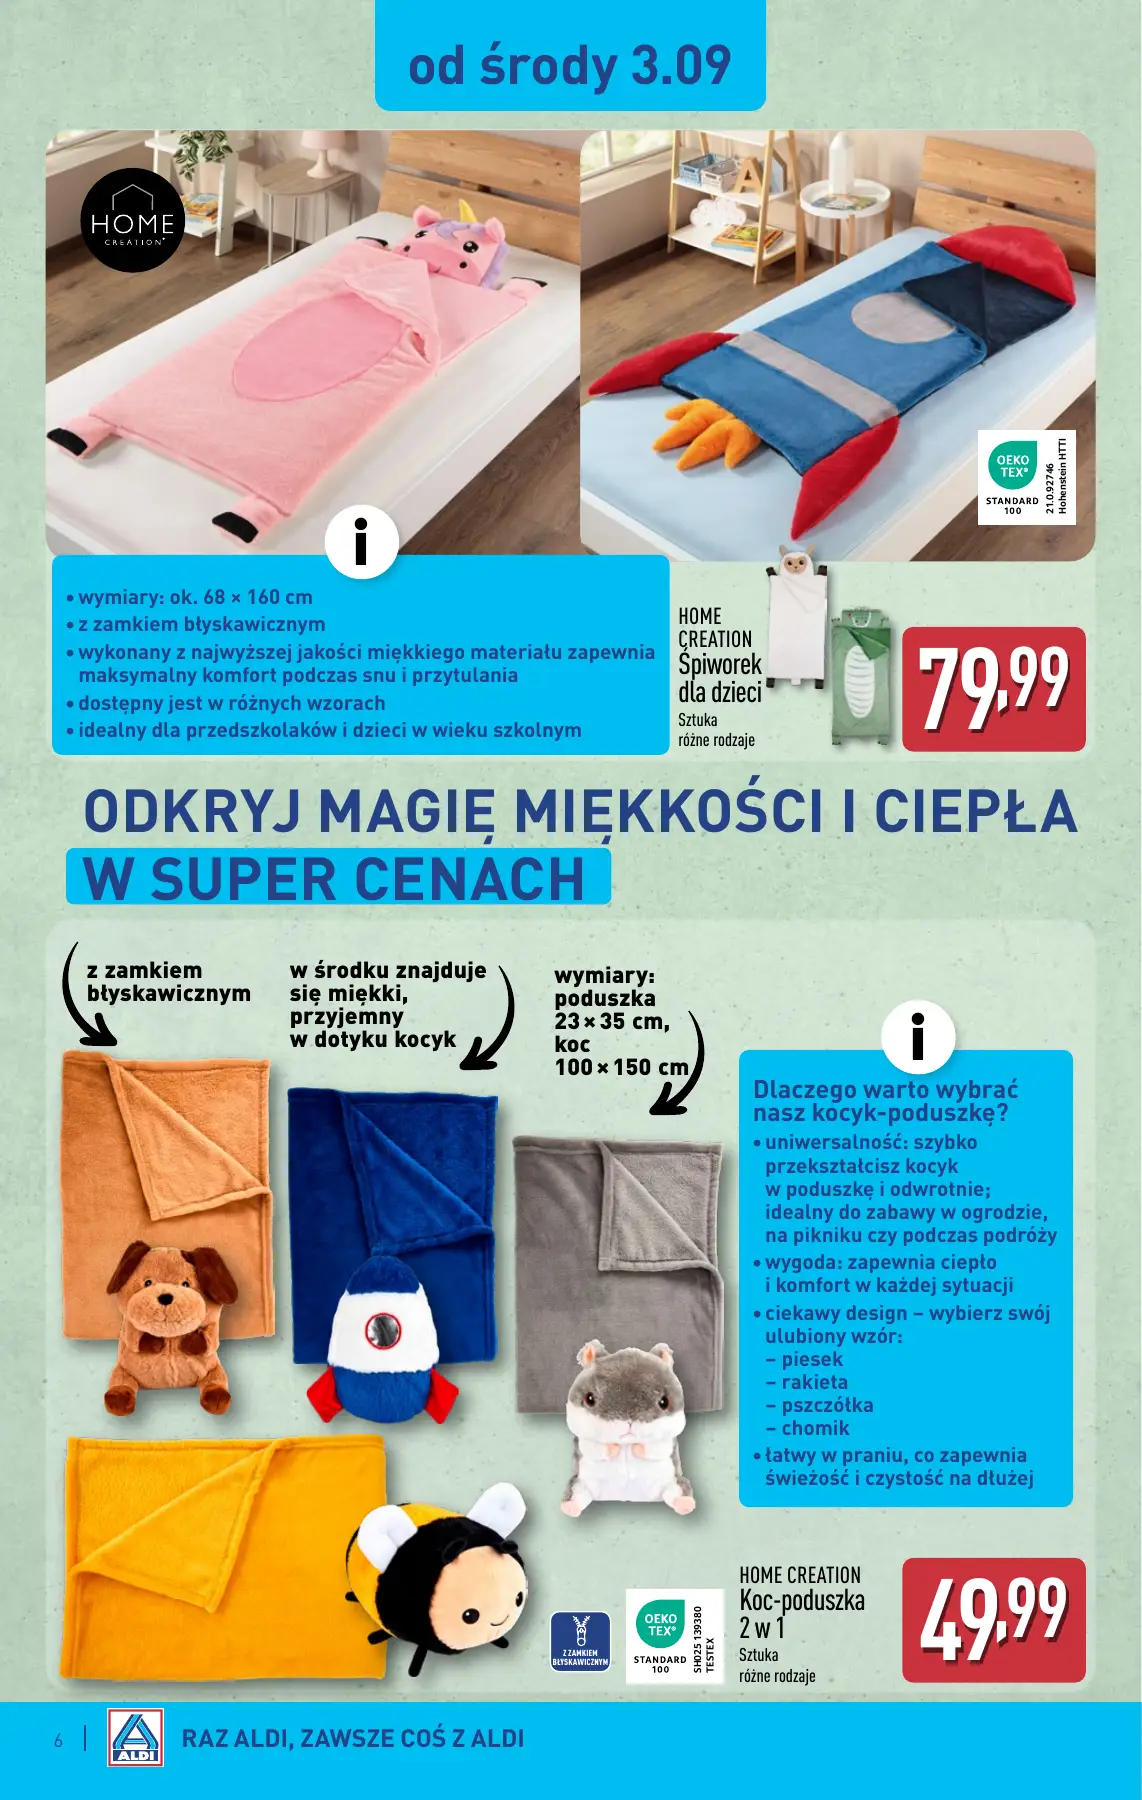 od środy 3.09
HOME
CREATION
OEKO
TEX®
STANDARD
100
21.0.92746
Hohenstein HTTI
i
• wymiary: ok. 68 × 160 cm
• z zamkiem błyskawicznym
• wykonany z najwyższej jakości miękkiego materiału zapewnia
maksymalny komfort podczas snu i przytulania
• dostępny jest w różnych wzorach
• idealny dla przedszkolaków i dzieci w wieku szkolnym
HOME
CREATION
Śpiworek
dla dzieci
Sztuka
różne rodzaje
79,99
ODKRYJ MAGIĘ MIĘKKOŚCI I CIEPŁA
W SUPER CENACH
z zamkiem
błyskawicznym
w środku znajduje
się miękki,
przyjemny
w dotyku kocyk
wymiary:
poduszka
23 × 35 cm,
koc
100 × 150 cm
i
Dlaczego warto wybrać
nasz kocyk-poduszkę?
• uniwersalność: szybko
przekształcisz kocyk
w poduszkę i odwrotnie;
idealny do zabawy w ogrodzie,
na pikniku czy podczas podróży
• wygoda: zapewnia ciepło
i komfort w każdej sytuacji
• ciekawy design – wybierz swój
ulubiony wzór:
– piesek
– rakieta
– pszczółka
– chomik
• łatwy w praniu, co zapewnia
świeżość i czystość na dłużej
Z ZAMKIEM
BŁYSKAWICZNYM
OEKO
TEX®
STANDARD
100
SH025 139380
TESTEX
HOME CREATION
Koc-poduszka
2 w 1
Sztuka
różne rodzaje
49,99
6
ALDI
RAZ ALDI, ZAWSZE COŚ Z ALDI